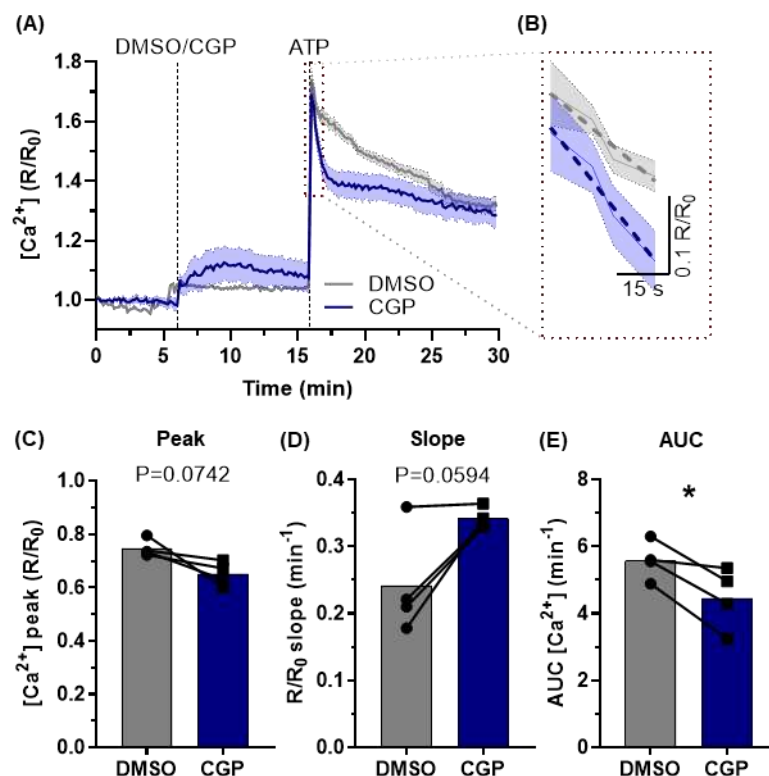 (A)
DMSO/CGP
ATP
(B)
[Ca²⁺] (R/R₀)
1.8
1.6
1.4
1.2
1.0
0 5 10 15 20 25 30
Time (min)
DMSO
CGP
0.1 R/R₀
15 s
(C) Peak
P=0.0742
[Ca²⁺] peak (R/R₀)
1.0
0.8
0.6
0.4
0.2
0.0
DMSO CGP
(D) Slope
P=0.0594
R/R₀ slope (min⁻¹)
0.4
0.3
0.2
0.1
0.0
DMSO CGP
(E) AUC
*
AUC [Ca²⁺] (min)
8
6
4
2
0
DMSO CGP